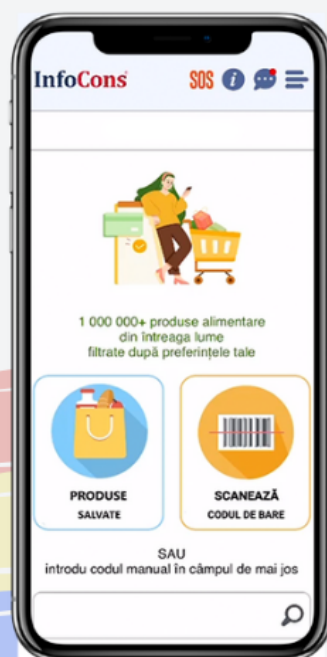 InfoCons
SOS
1 000 000+ produse alimentare
din întreaga lume
filtrate după preferințele tale
PRODUSE
SALVATE
SCANEAZĂ
CODUL DE BARE
SAU
introdu codul manual în câmpul de mai jos